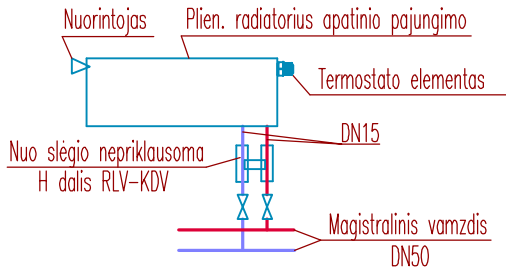 Nuorintojas
Plien. radiatorius apatinio pajungimo
Termostato elementas
DN15
Nuo slėgio nepriklausoma
H dalis RLV-KDV
Magistralinis vamzdis
DN50